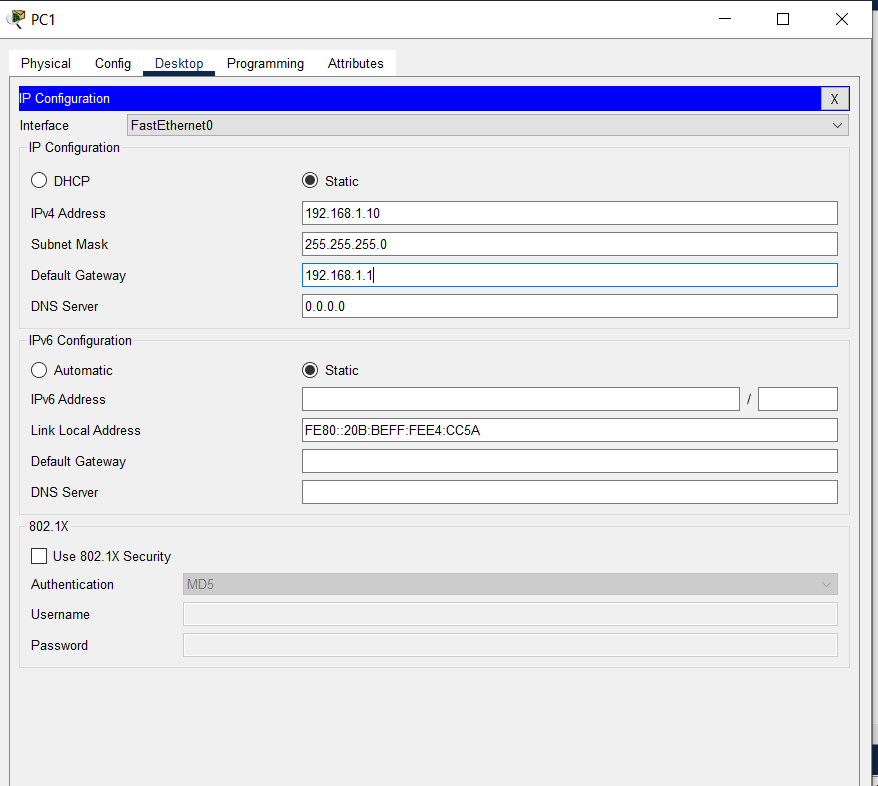 PC1
Physical Config Desktop Programming Attributes
IP Configuration X
Interface FastEthernet0
IP Configuration
DHCP Static
IPv4 Address 192.168.1.10
Subnet Mask 255.255.255.0
Default Gateway 192.168.1.1
DNS Server 0.0.0.0
IPv6 Configuration
Automatic Static
IPv6 Address /
Link Local Address FE80::20B:BEFF:FEE4:CC5A
Default Gateway
DNS Server
802.1X
Use 802.1X Security
Authentication MD5
Username
Password